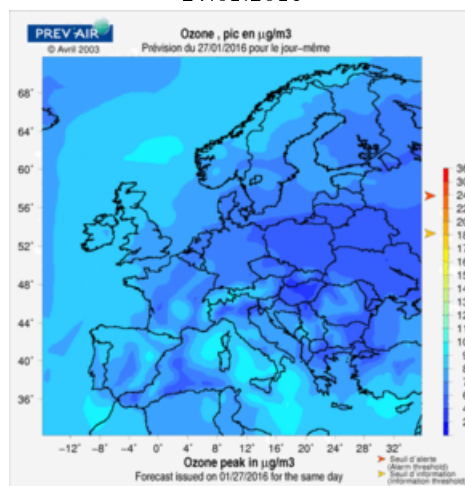 PREV'AIR
© Avril 2003
Ozone , pic en µg/m3
Prévision du 27/01/2016 pour le jour-même
68°
64°
60°
56°
52°
48°
44°
40°
36°
-12° -8° -4° 0° 4° 8° 12° 16° 20° 24° 28° 32°
Ozone peak in µg/m3
Forecast issued on 01/27/2016 for the same day
Seuil d'alerte
(Alarm threshold)
Seuil d'information
(Information threshold)